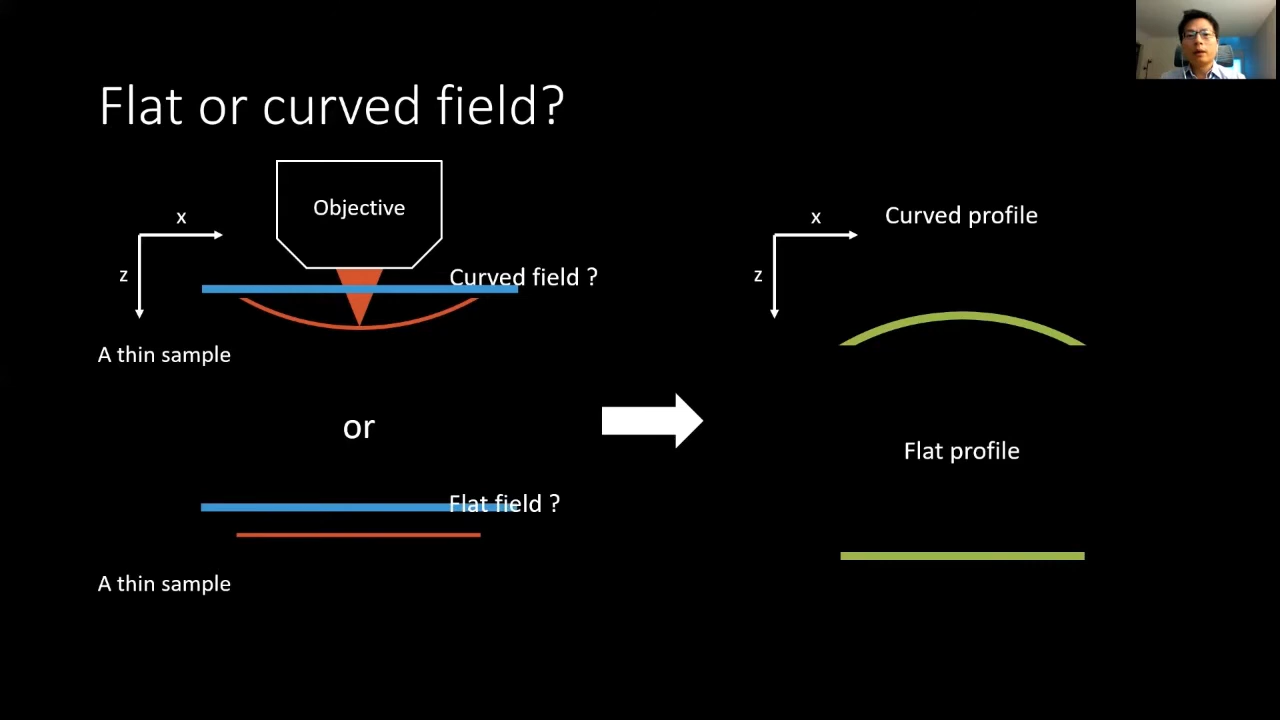 Flat or curved field?
Objective
x
z
Curved field ?
A thin sample
or
Flat field ?
A thin sample
x
z
Curved profile
Flat profile